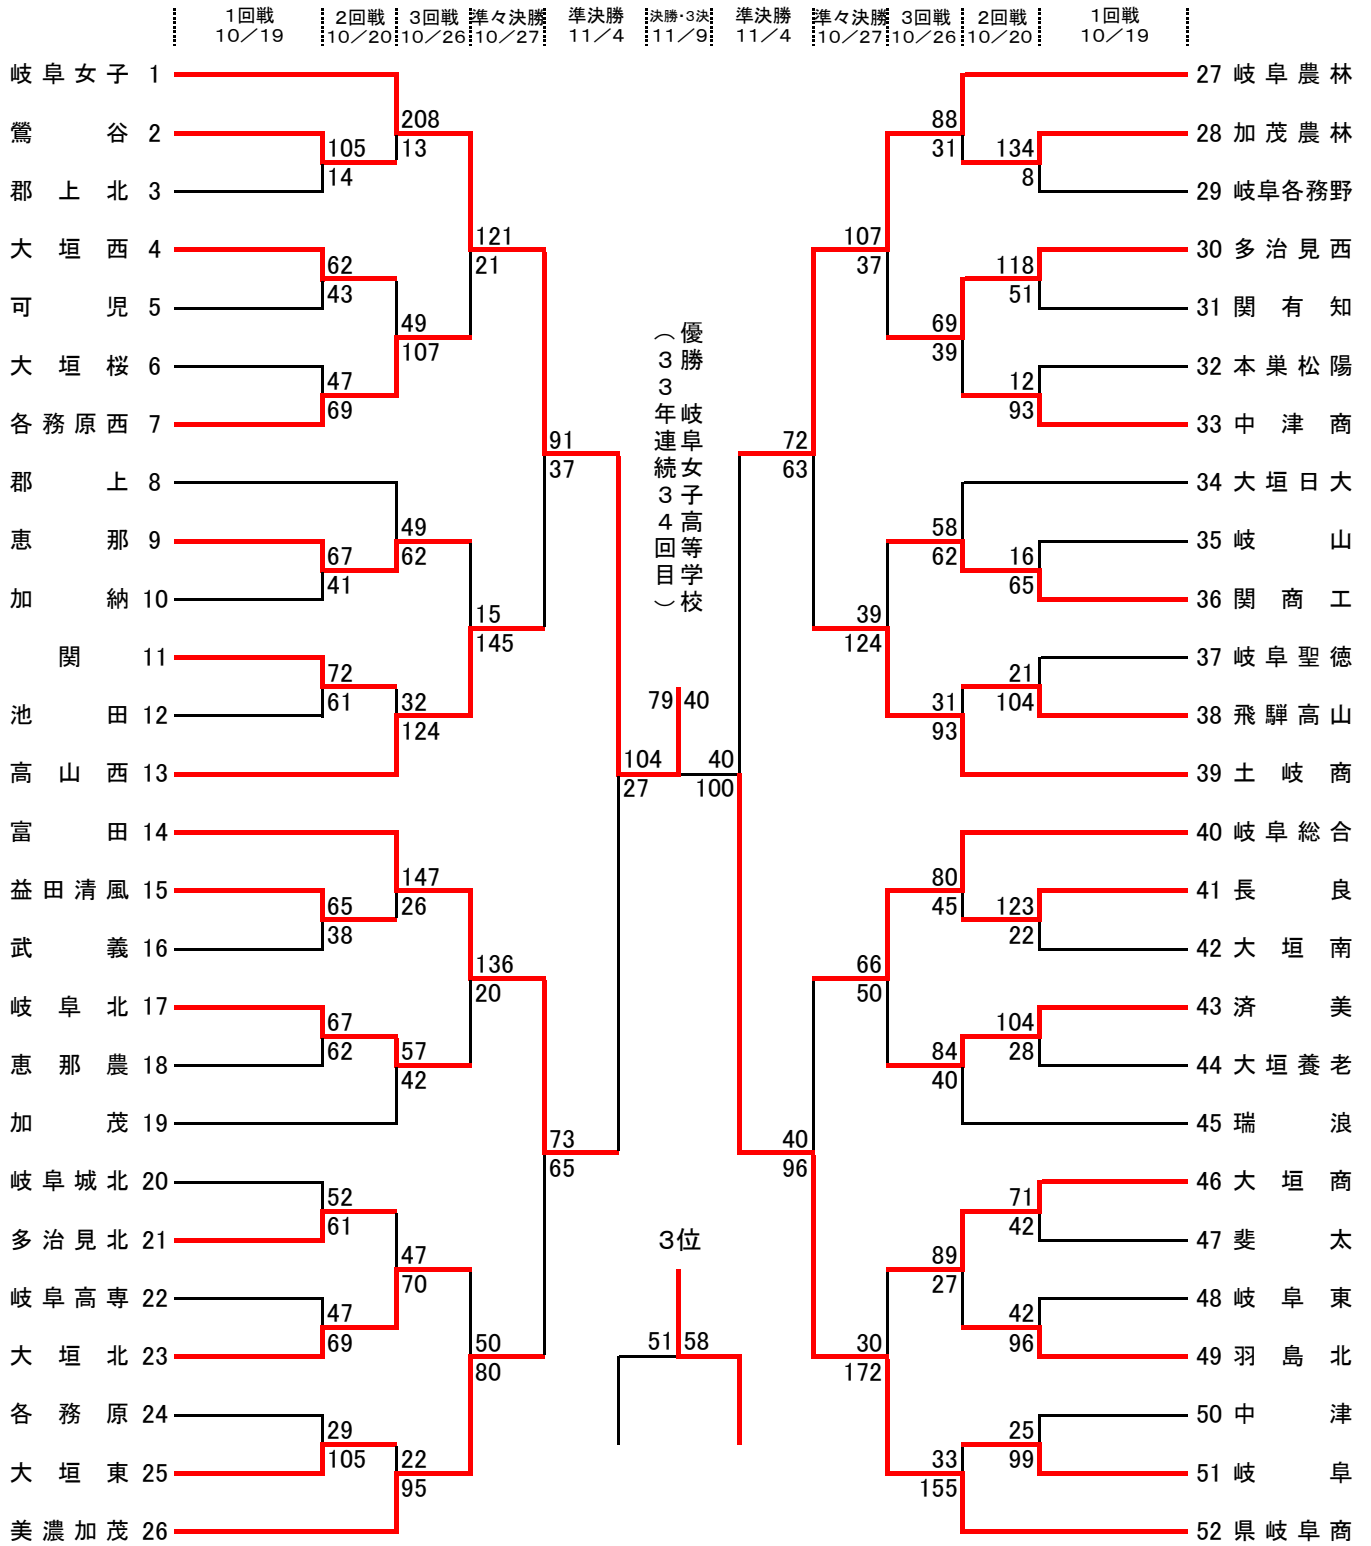 1回戦 2回戦 3回戦 準々決勝 準決勝 決勝・3決 準決勝 準々決勝 3回戦 2回戦 1回戦
10／19 10／20 10／26 10／27 11／4 11／9 11／4 10／27 10／26 10／20 10／19
岐阜女子 1
鶯谷 2
郡上北 3
大垣西 4
可児 5
大垣桜 6
各務原西 7
郡上 8
恵那 9
加納 10
関 11
池田 12
高山西 13
富田 14
益田清風 15
武義 16
岐阜北 17
恵那農 18
加茂 19
岐阜城北 20
多治見北 21
岐阜高専 22
大垣北 23
各務原 24
大垣東 25
美濃加茂 26
105
14
62
43
47
69
67
41
72
61
65
38
67
62
52
61
47
69
29
105
208
13
49
107
49
62
32
124
147
26
57
42
47
70
22
95
121
21
15
145
136
20
50
80
91
37
73
65
104
27
優勝 岐阜女子高等学校
（33年連続34回目）
79 40
3位
51 58
40
100
72
63
40
96
107
37
39
124
66
50
30
172
88
31
69
39
58
62
31
93
80
45
84
40
89
27
33
155
134
8
118
51
12
93
16
65
21
104
123
22
104
28
71
42
42
96
25
99
27 岐阜農林
28 加茂農林
29 岐阜各務野
30 多治見西
31 関有知
32 本巣松陽
33 中津商
34 大垣日大
35 岐山
36 関商工
37 岐阜聖徳
38 飛騨高山
39 土岐商
40 岐阜総合
41 長良
42 大垣南
43 済美
44 大垣養老
45 瑞浪
46 大垣商
47 斐太
48 岐阜東
49 羽島北
50 中津
51 岐阜
52 県岐阜商